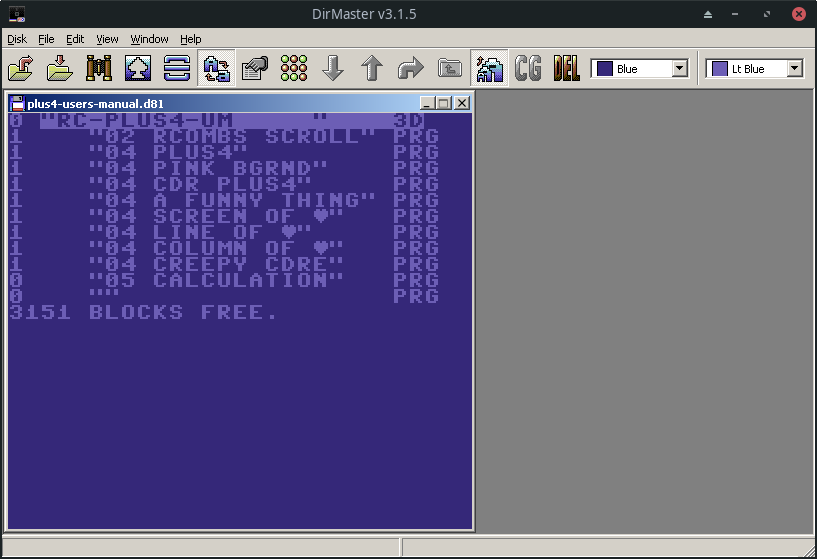 DirMaster v3.1.5
Disk File Edit View Window Help
CG DEL Blue Lt Blue
plus4-users-manual.d81
0 "RC-PLUS4-UM     " 3D
1 "02 RCOMBS SCROLL" PRG
1 "04 PLUS4" PRG
1 "04 PINK BGRND" PRG
1 "04 CDR PLUS4" PRG
1 "04 A FUNNY THING" PRG
1 "04 SCREEN OF ♥" PRG
1 "04 LINE OF ♥" PRG
1 "04 COLUMN OF ♥" PRG
1 "04 CREEPY CDRE" PRG
0 "05 CALCULATION" PRG
0 "" PRG
3151 BLOCKS FREE.